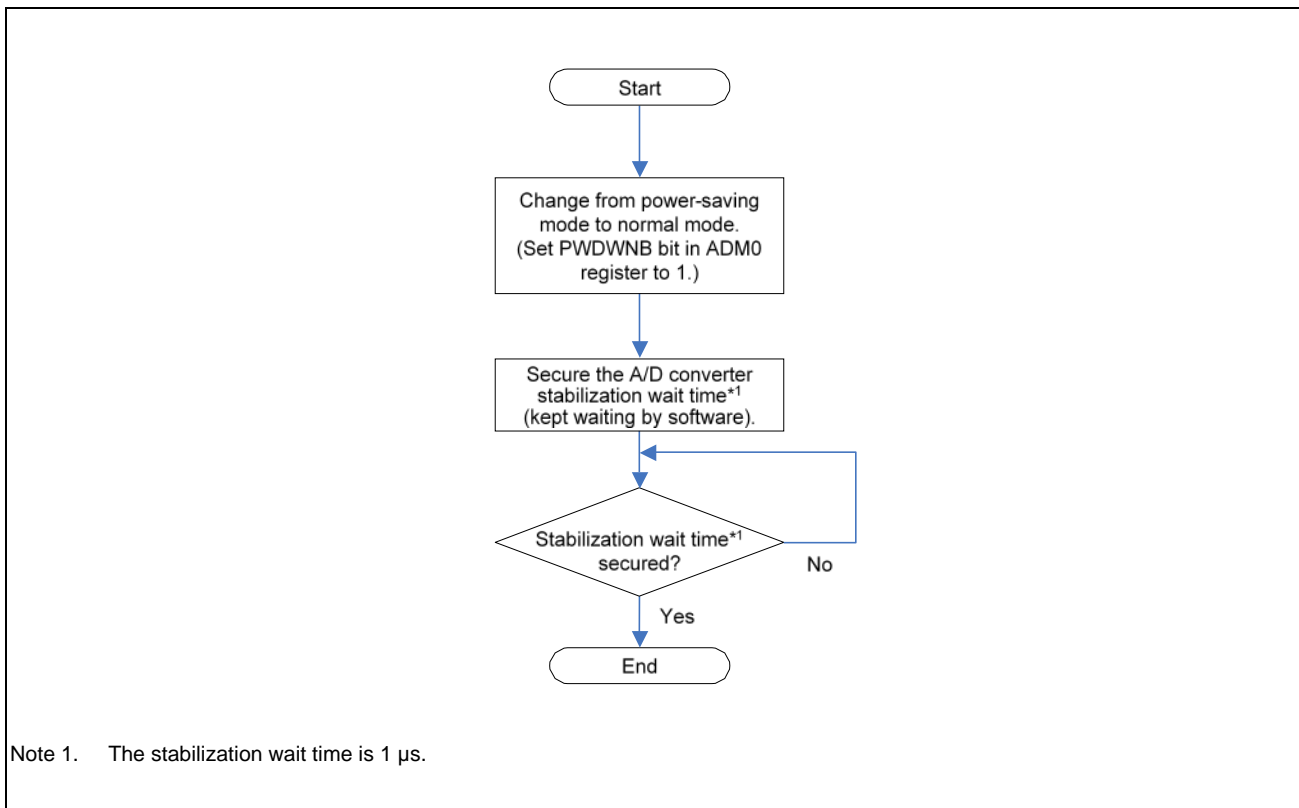 Start
Change from power-saving
mode to normal mode.
(Set PWDWNB bit in ADM0
register to 1.)
Secure the A/D converter
stabilization wait time*1
(kept waiting by software).
Stabilization wait time*1
secured?
No
Yes
End
Note 1. The stabilization wait time is 1 µs.